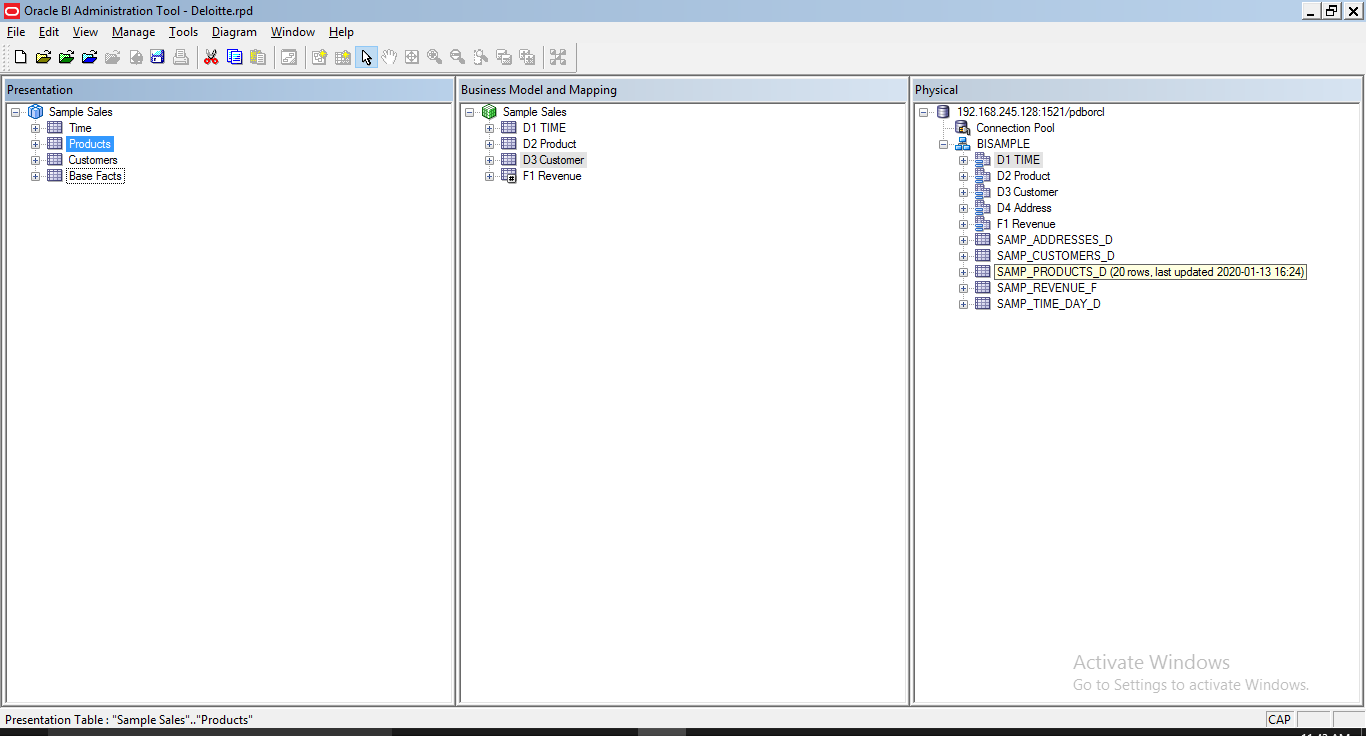 Oracle BI Administration Tool - Deloitte.rpd
File Edit View Manage Tools Diagram Window Help
Presentation
Sample Sales
Time
Products
Customers
Base Facts
Business Model and Mapping
Sample Sales
D1 TIME
D2 Product
D3 Customer
F1 Revenue
Physical
192.168.245.128:1521/pdborcl
Connection Pool
BISAMPLE
D1 TIME
D2 Product
D3 Customer
D4 Address
F1 Revenue
SAMP_ADDRESSES_D
SAMP_CUSTOMERS_D
SAMP_PRODUCTS_D (20 rows, last updated 2020-01-13 16:24)
SAMP_REVENUE_F
SAMP_TIME_DAY_D
Activate Windows
Go to Settings to activate Windows.
Presentation Table : "Sample Sales".."Products"
CAP